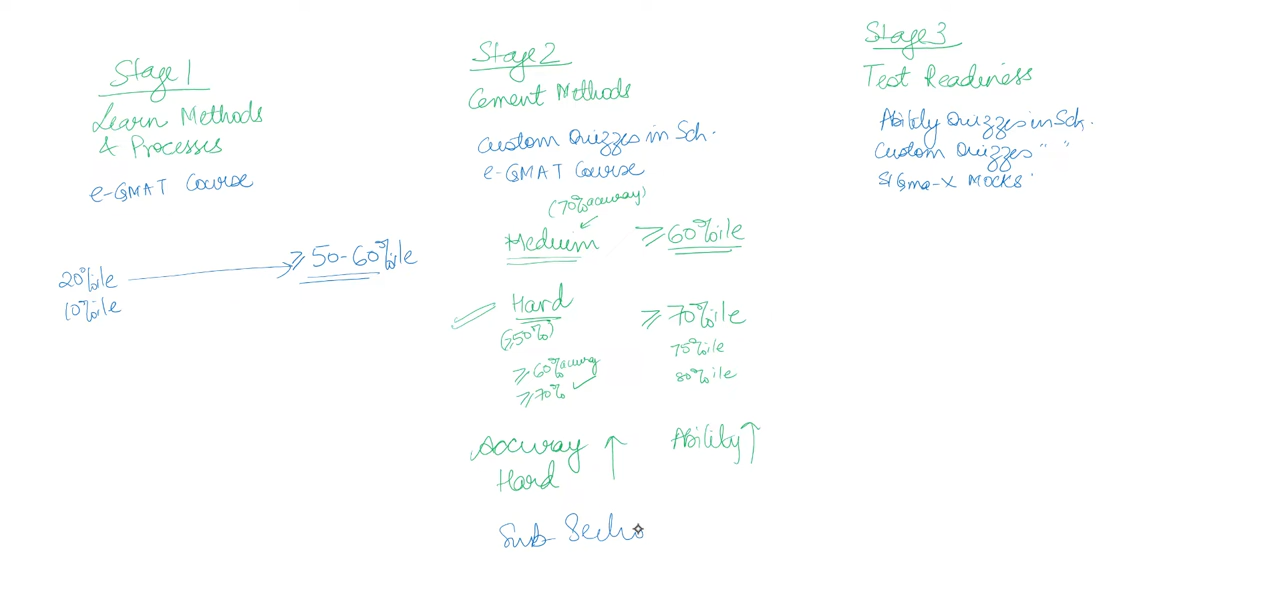 Stage 1
Learn Methods
& Processes
e-GMAT Course
20%ile
10%ile
≥ 50-60%ile
Stage 2
Cement Methods
Custom Quizzes in Sch.
e-GMAT Course
(70% accuracy)
Medium ≥ 60%ile
Hard ≥ 70%ile
(≥50%) 75%ile
≥ 60% accuracy 80%ile
≥ 70%
Accuracy ↑ Ability ↑
Hard
Sub Sectio
Stage 3
Test Readiness
Ability Quizzes in Sch.
Custom Quizzes " "
SIGma-X MOCKS